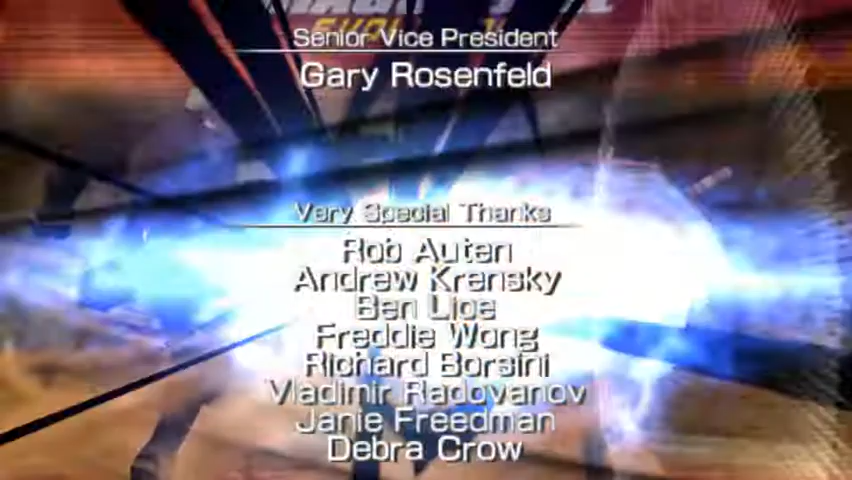 Senior Vice President
Gary Rosenfeld
Very Special Thanks
Rob Auten
Andrew Krensky
Ben Lioe
Freddie Wong
Richard Borsini
Vladimir Radovanov
Janie Freedman
Debra Crow